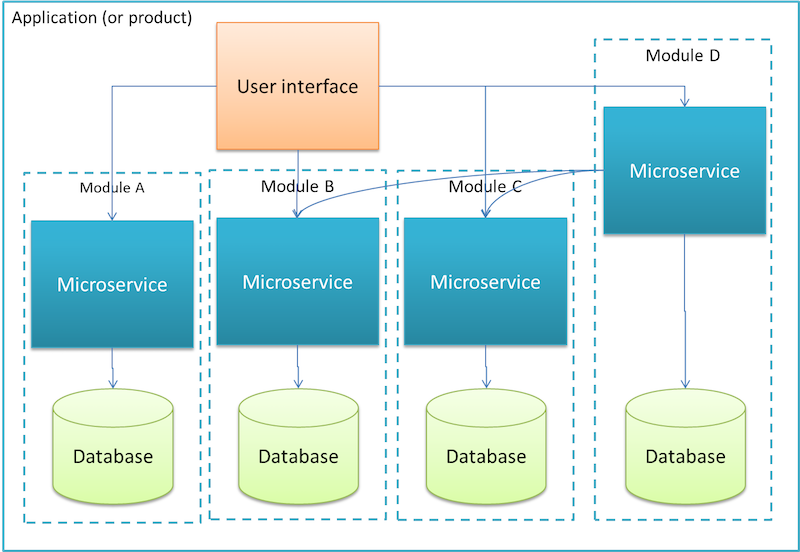 Application (or product)
User interface
Module D
Microservice
Module A
Module B
Module C
Microservice
Microservice
Microservice
Database
Database
Database
Database